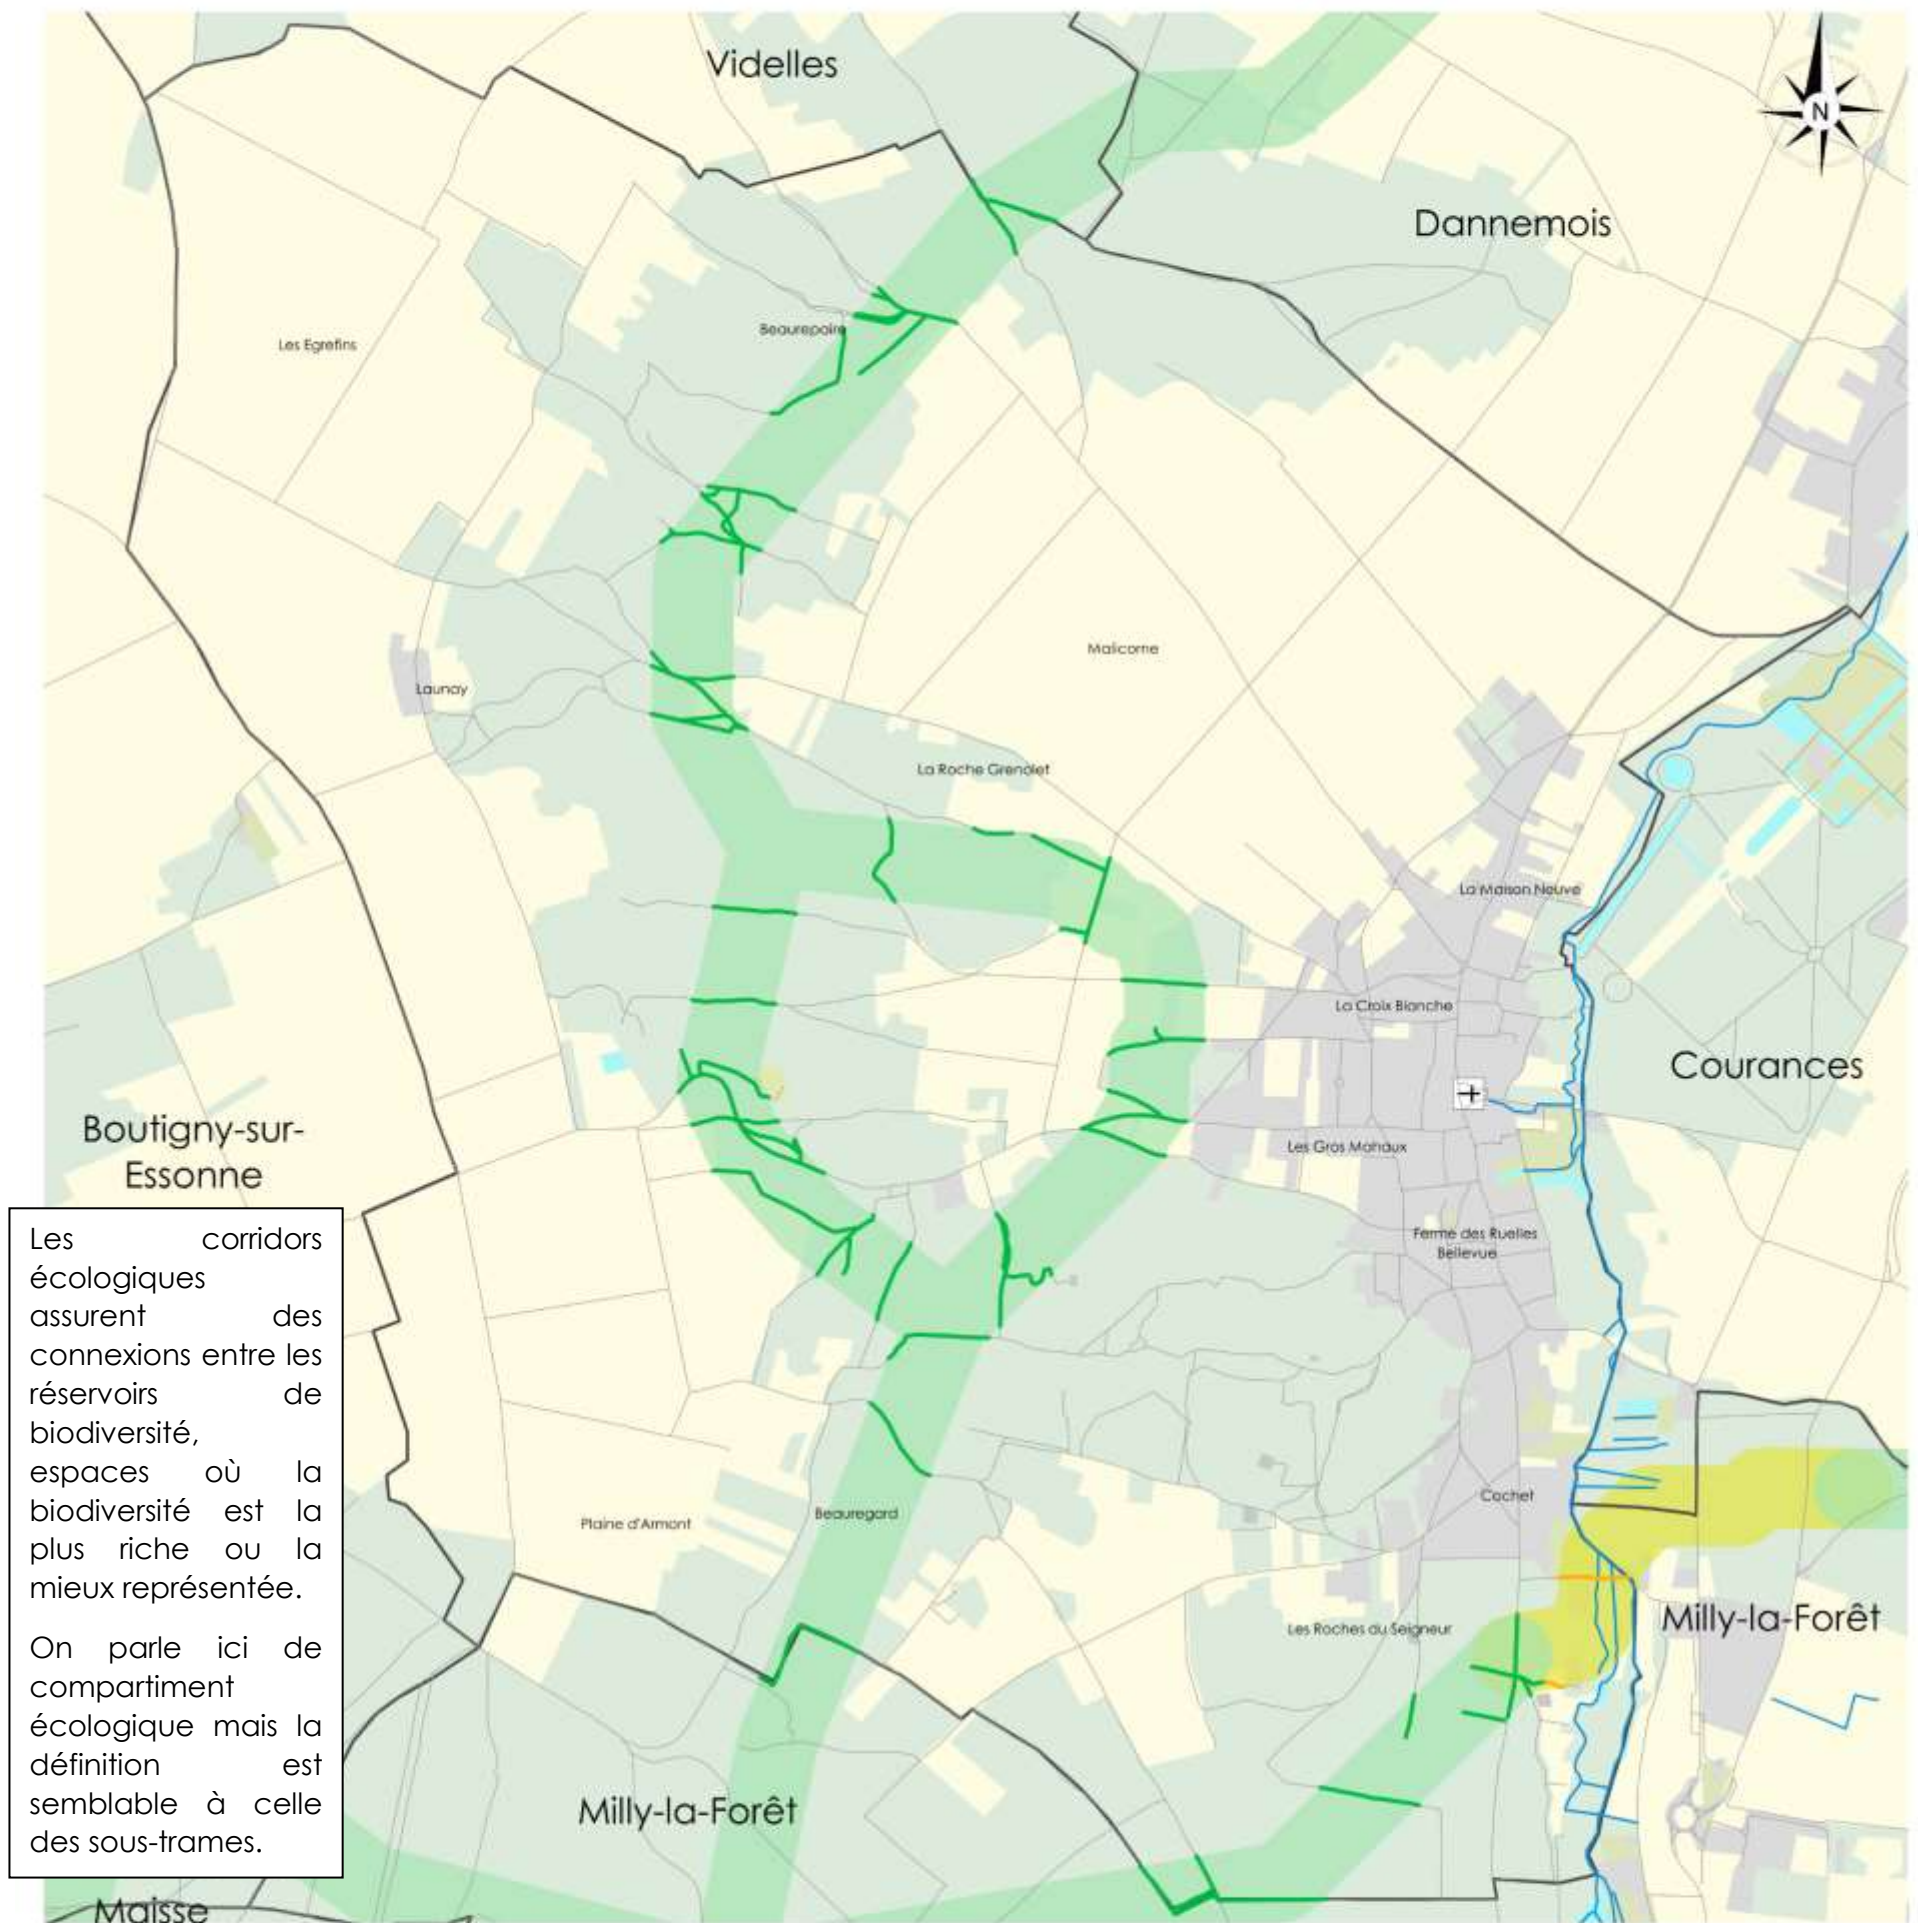 Videlles
N
Dannemois
Beaurepaire
Les Egrefins
Malicorne
Launay
La Roche Grenolet
La Maison Neuve
La Croix Blanche
Courances
Boutigny-sur-
Essonne
Les Gros Mahaux
Ferme des Ruelles
Bellevue
Les corridors
écologiques
assurent des
connexions entre les
réservoirs de
biodiversité,
espaces où la
biodiversité est la
plus riche ou la
mieux représentée.
On parle ici de
compartiment
écologique mais la
définition est
semblable à celle
des sous-trames.
Cochet
Beauregard
Plaine d'Armont
Les Roches du Seigneur
Milly-la-Forêt
Milly-la-Forêt
Maisse